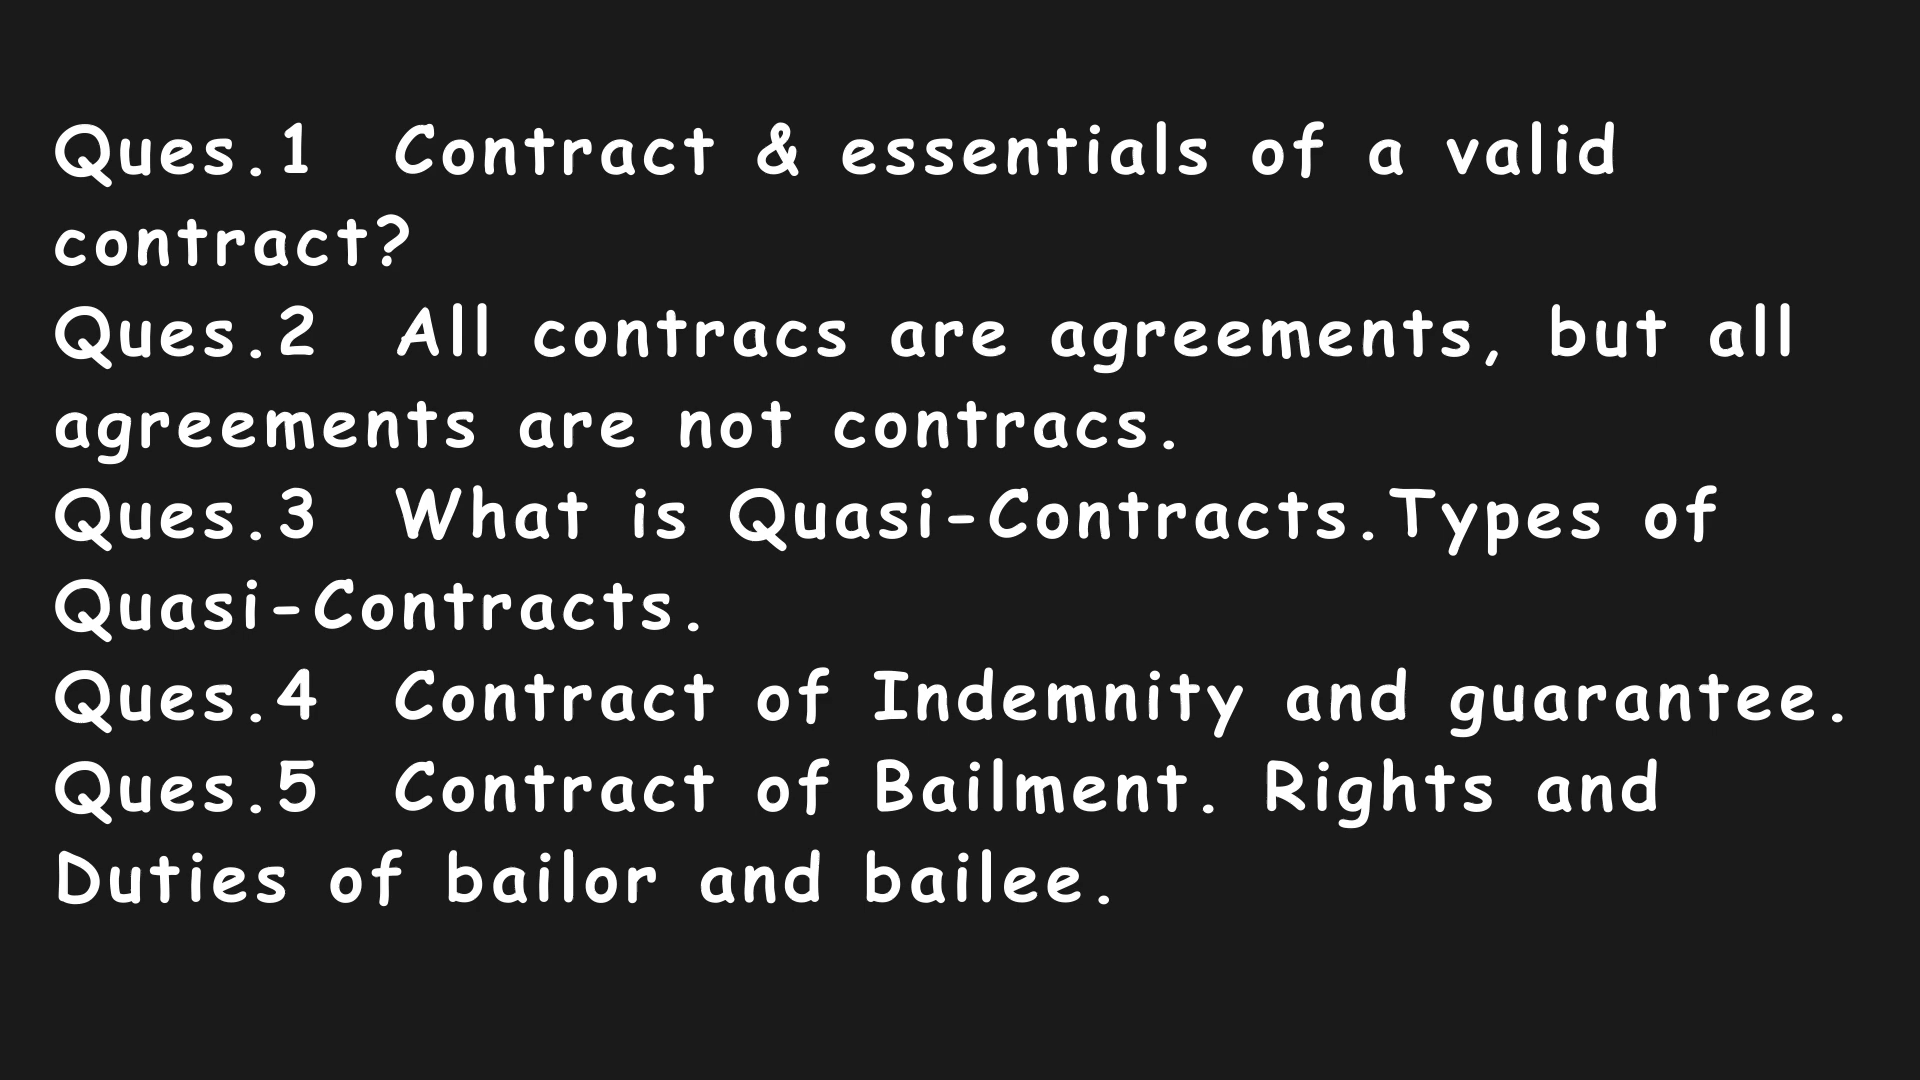 Ques.1  Contract & essentials of a valid
contract?
Ques.2  All contracs are agreements, but all
agreements are not contracs.
Ques.3  What is Quasi-Contracts.Types of
Quasi-Contracts.
Ques.4  Contract of Indemnity and guarantee.
Ques.5  Contract of Bailment. Rights and
Duties of bailor and bailee.